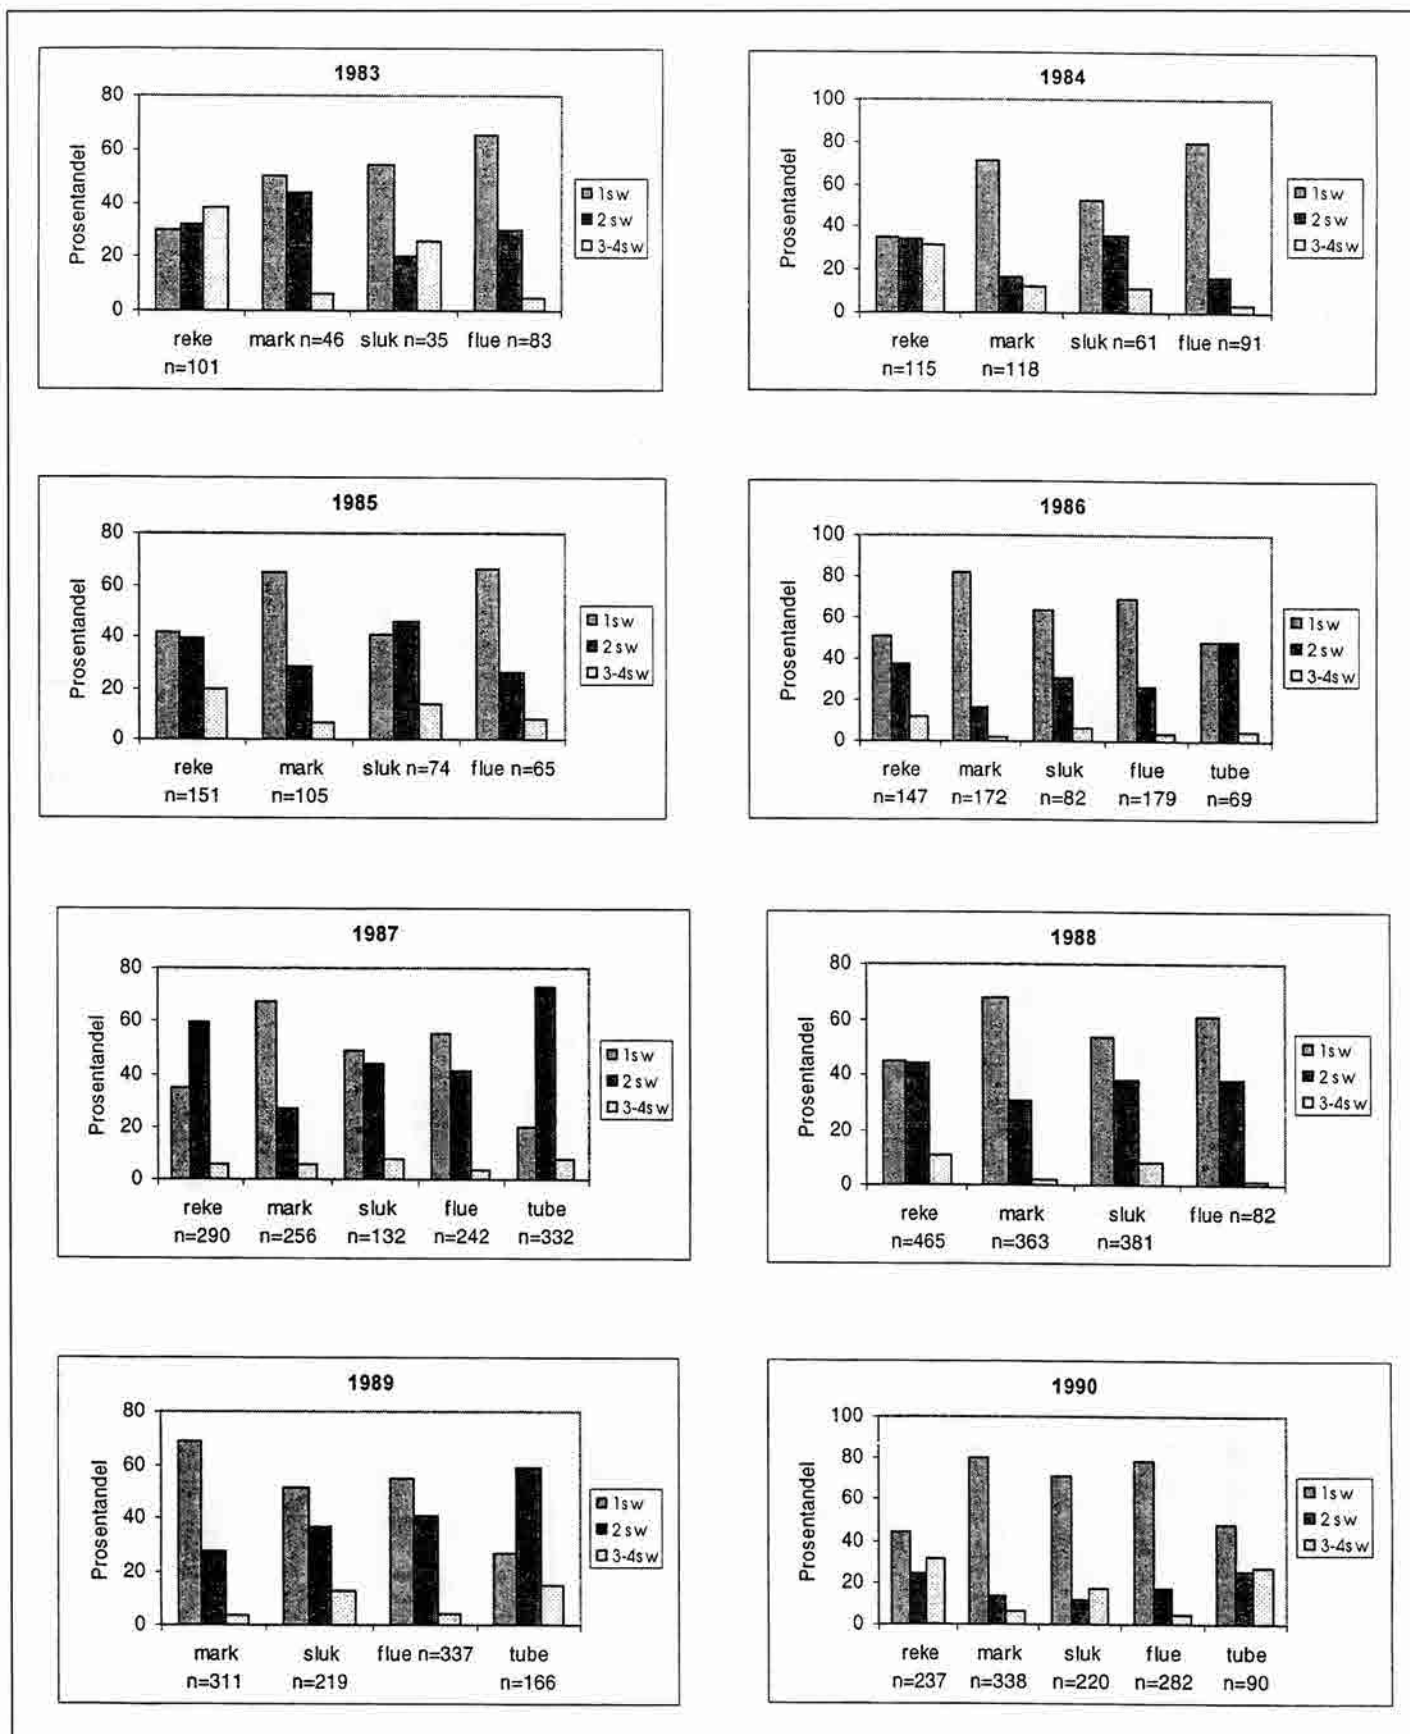 1983
80
60
40
20
0
Prosentandel
reke mark n=46 sluk n=35 flue n=83
n=101
1sw
2sw
3-4sw
1984
100
80
60
40
20
0
Prosentandel
reke mark sluk n=61 flue n=91
n=115 n=118
1sw
2sw
3-4sw
1985
80
60
40
20
0
Prosentandel
reke mark sluk n=74 flue n=65
n=151 n=105
1sw
2sw
3-4sw
1986
100
80
60
40
20
0
Prosentandel
reke mark sluk flue tube
n=147 n=172 n=82 n=179 n=69
1sw
2sw
3-4sw
1987
80
60
40
20
0
Prosentandel
reke mark sluk flue tube
n=290 n=256 n=132 n=242 n=332
1sw
2sw
3-4sw
1988
80
60
40
20
0
Prosentandel
reke mark sluk flue n=82
n=465 n=363 n=381
1sw
2sw
3-4sw
1989
80
60
40
20
0
Prosentandel
mark sluk flue n=337 tube
n=311 n=219 n=166
1sw
2sw
3-4sw
1990
100
80
60
40
20
0
Prosentandel
reke mark sluk flue tube
n=237 n=338 n=220 n=282 n=90
1sw
2sw
3-4sw